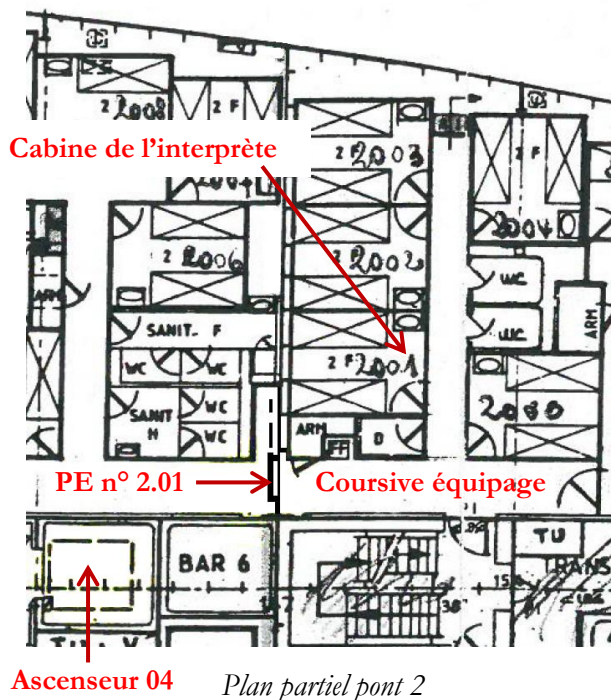 2 2008
2 F
2 F
2003
2 F
Cabine de l'interprète
2004
2 F
2006
2 F
2002
WC
ARM
ARM
SANIT. F
WC
WC
WC
2 F 2001
SANIT
H
WC
WC
ARM
FF
D
PE n° 2.01
Coursive équipage
BAR 6
TU
TRANS
38
Ascenseur 04
Plan partiel pont 2